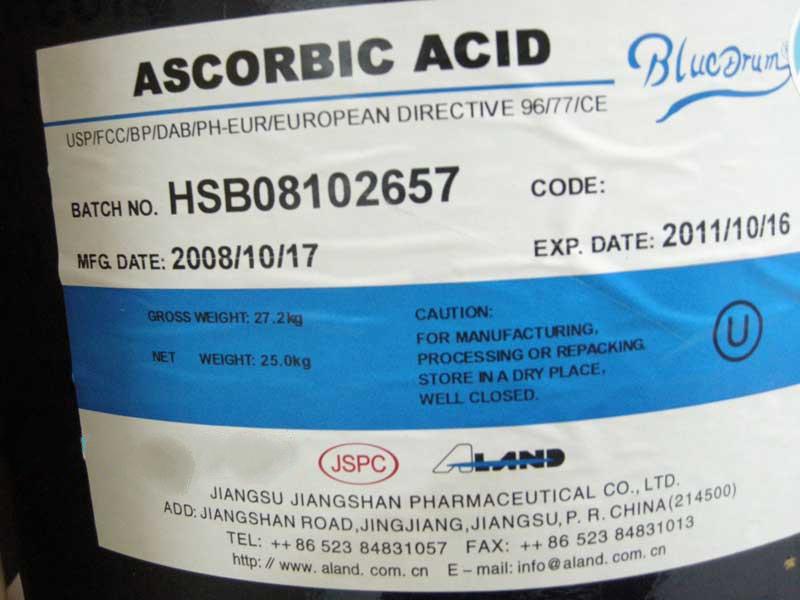 ASCORBIC ACID
BlueDrum
USP/FCC/BP/DAB/PH-EUR/EUROPEAN DIRECTIVE 96/77/CE
BATCH NO. HSB08102657 CODE:
MFG. DATE: 2008/10/17 EXP. DATE: 2011/10/16
GROSS WEIGHT: 27.2kg
NET WEIGHT: 25.0kg
CAUTION:
FOR MANUFACTURING,
PROCESSING OR REPACKING.
STORE IN A DRY PLACE,
WELL CLOSED.
U
JSPC ALAND
JIANGSU JIANGSHAN PHARMACEUTICAL CO., LTD.
ADD: JIANGSHAN ROAD,JINGJIANG,JIANGSU,P. R. CHINA(214500)
TEL: ++ 86 523 84831057 FAX: ++ 86 523 84831013
http: // www. aland. com. cn E-mail: info@aland. com. cn